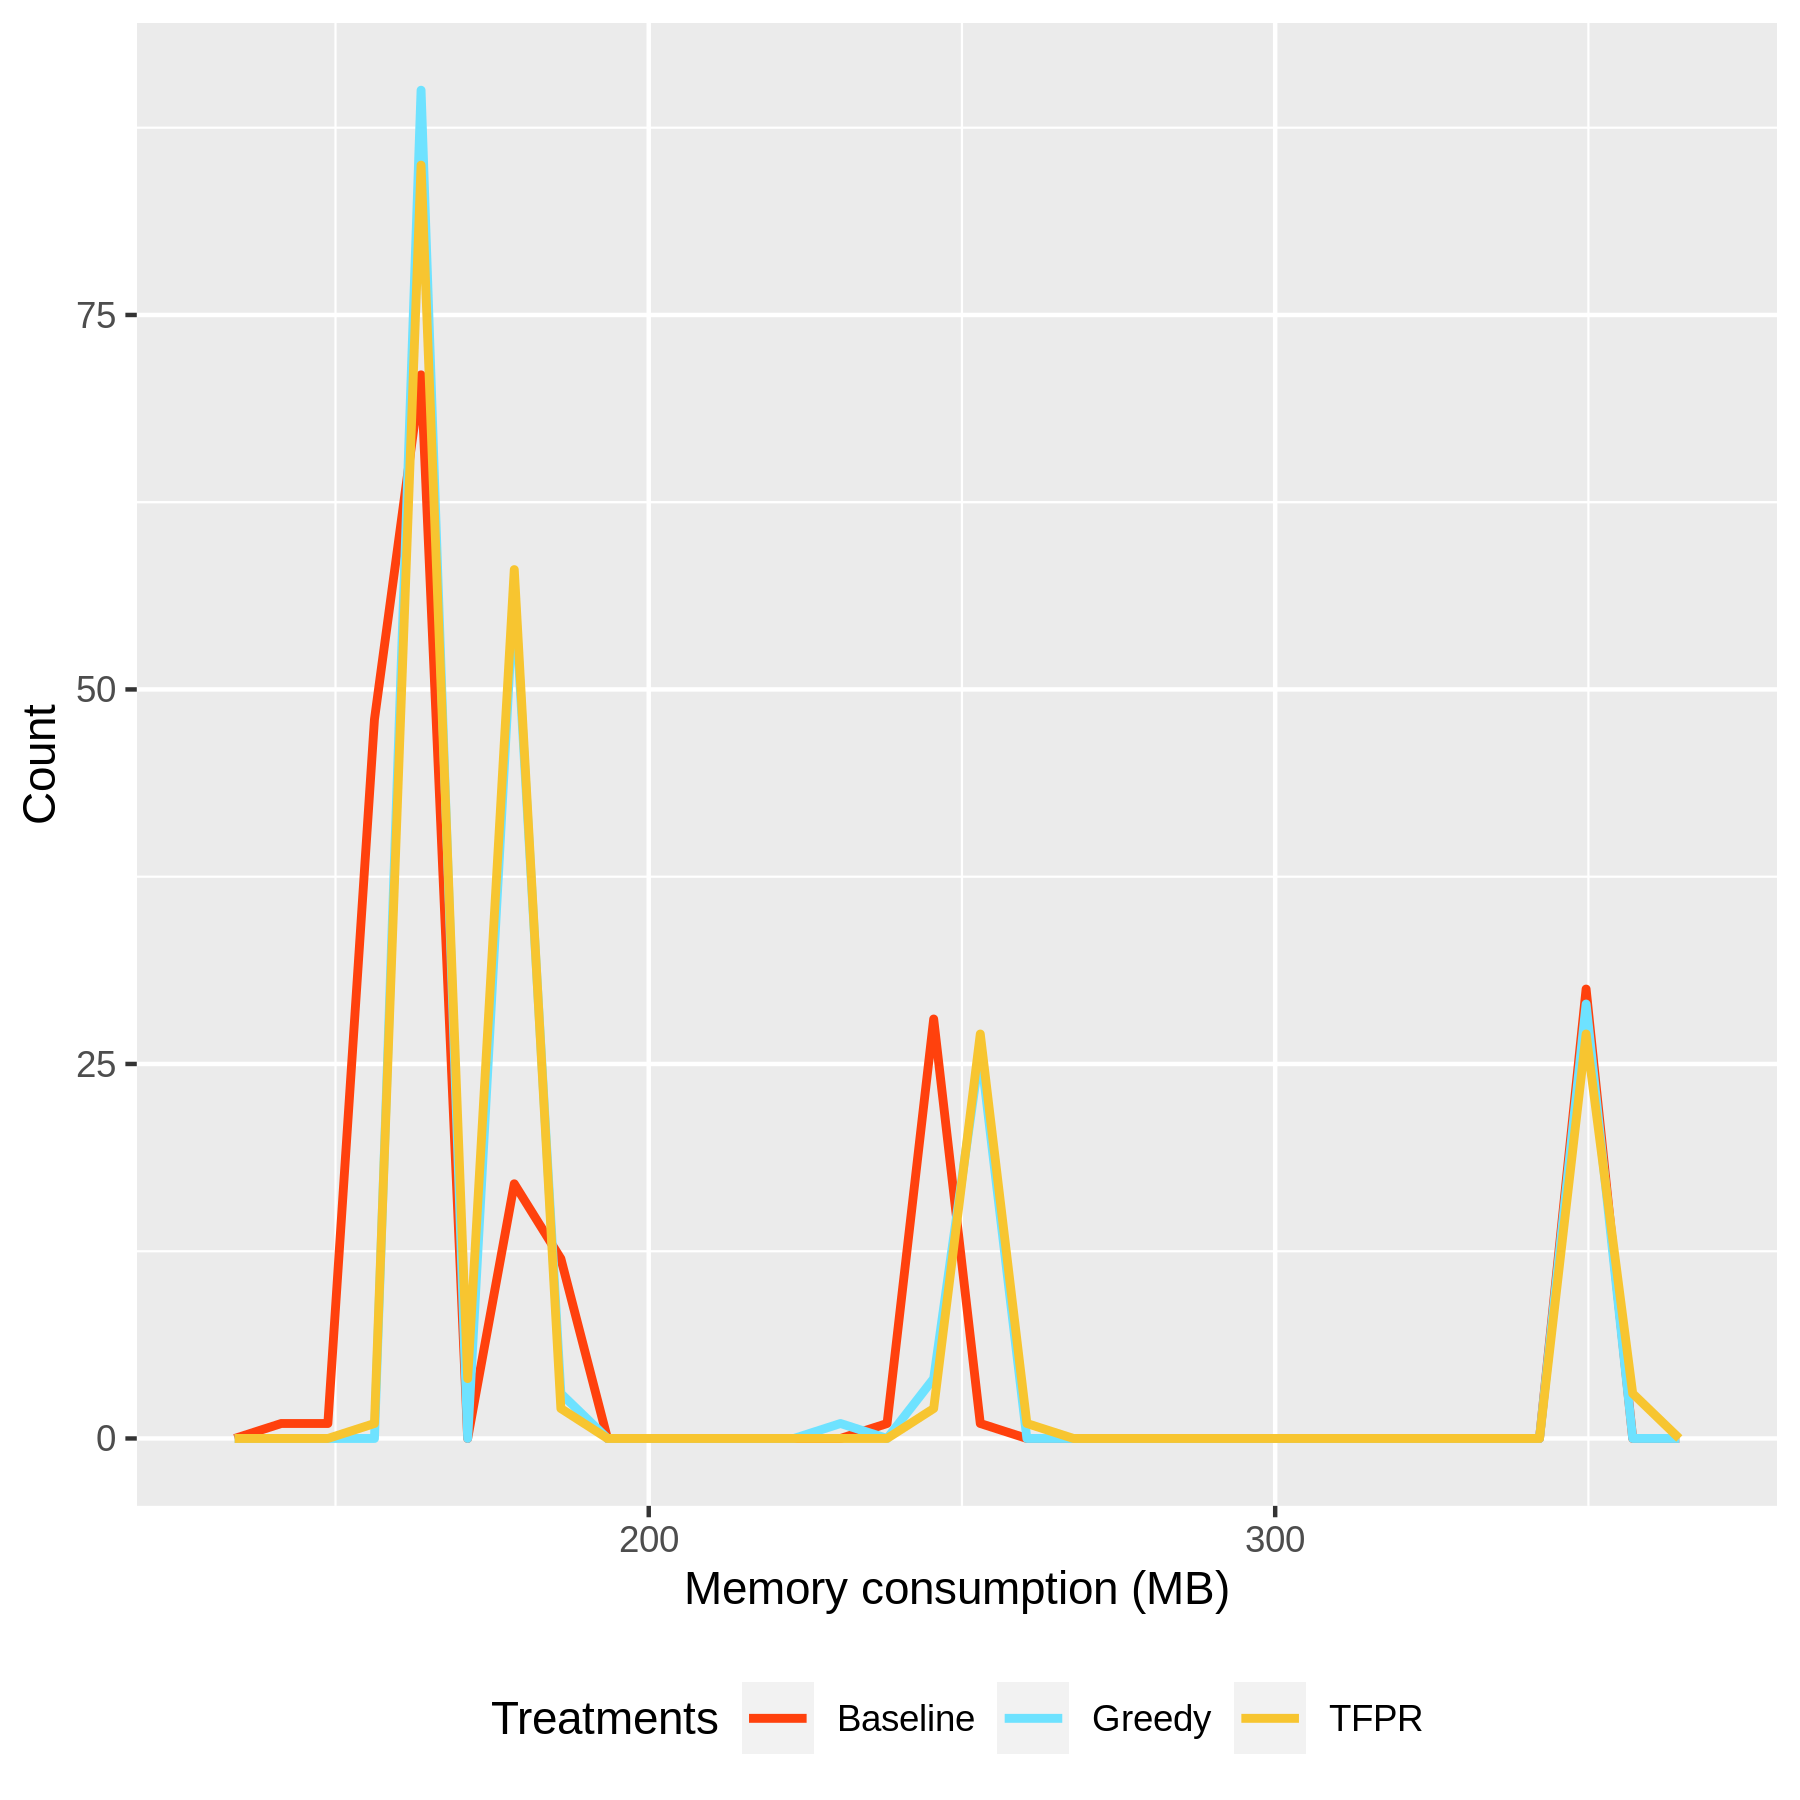 75
50
25
0
Count
200
300
Memory consumption (MB)
Treatments
Baseline
Greedy
TFPR